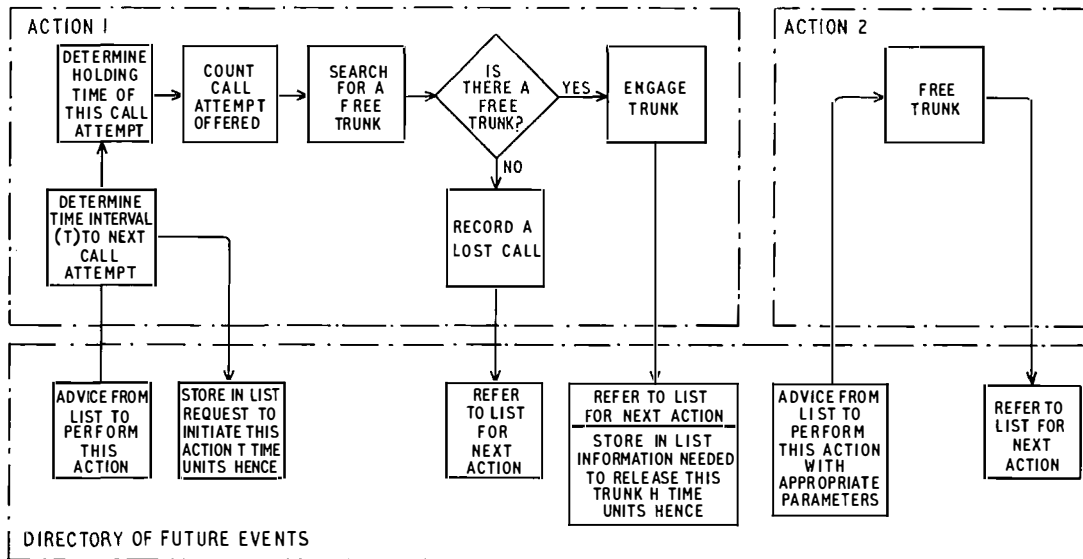 ACTION 1
DETERMINE
HOLDING
TIME OF
THIS CALL
ATTEMPT
COUNT
CALL
ATTEMPT
OFFERED
SEARCH
FOR A
FREE
TRUNK
IS
THERE A
FREE
TRUNK?
YES
ENGAGE
TRUNK
NO
RECORD A
LOST CALL
DETERMINE
TIME INTERVAL
(T) TO NEXT
CALL
ATTEMPT
ACTION 2
FREE
TRUNK
ADVICE FROM
LIST TO
PERFORM
THIS
ACTION
STORE IN LIST
REQUEST TO
INITIATE THIS
ACTION T TIME
UNITS HENCE
REFER
TO LIST
FOR
NEXT
ACTION
REFER TO LIST
FOR NEXT ACTION
STORE IN LIST
INFORMATION NEEDED
TO RELEASE THIS
TRUNK H TIME
UNITS HENCE
ADVICE FROM
LIST TO
PERFORM
THIS ACTION
WITH
APPROPRIATE
PARAMETERS
REFER TO
LIST FOR
NEXT
ACTION
DIRECTORY OF FUTURE EVENTS